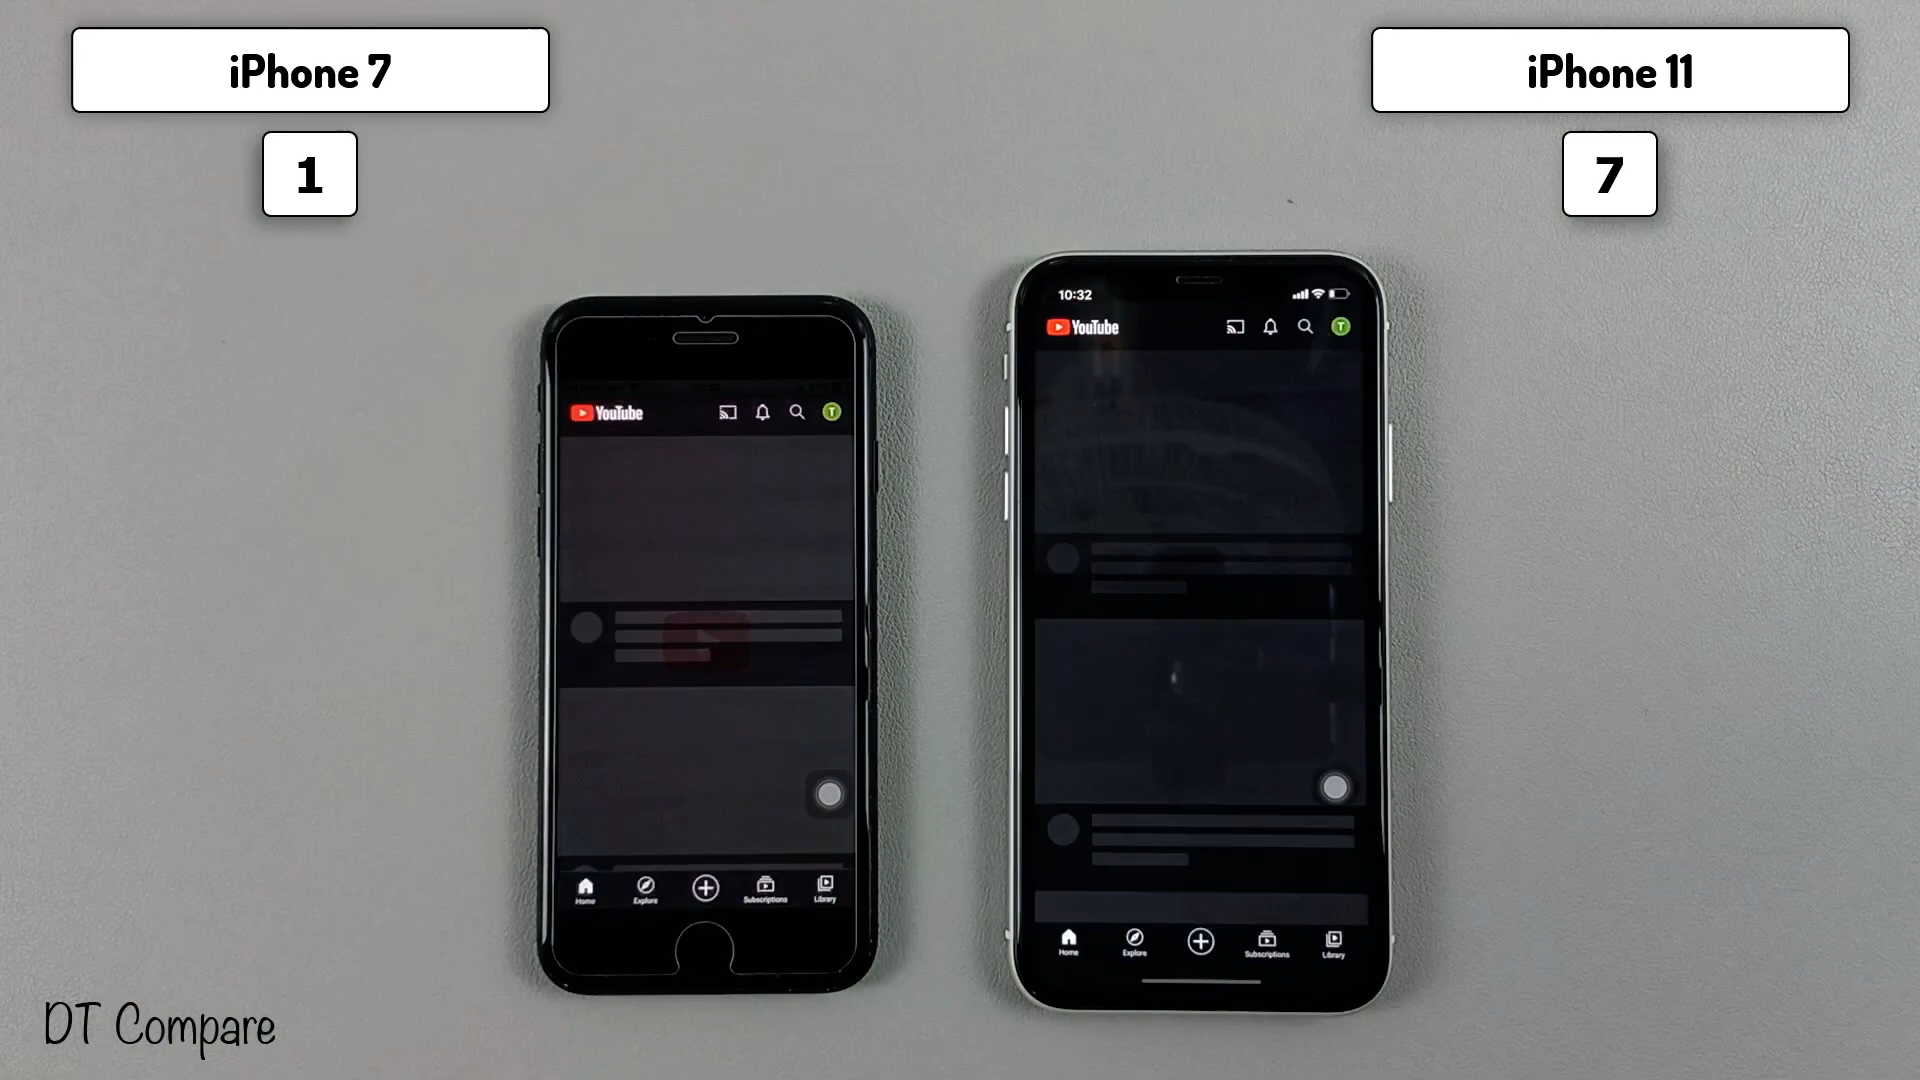 iPhone 7
iPhone 11
1
7
10:32
YouTube
T
YouTube
T
Home
Explore
Subscriptions
Library
Home
Explore
Subscriptions
Library
DT Compare